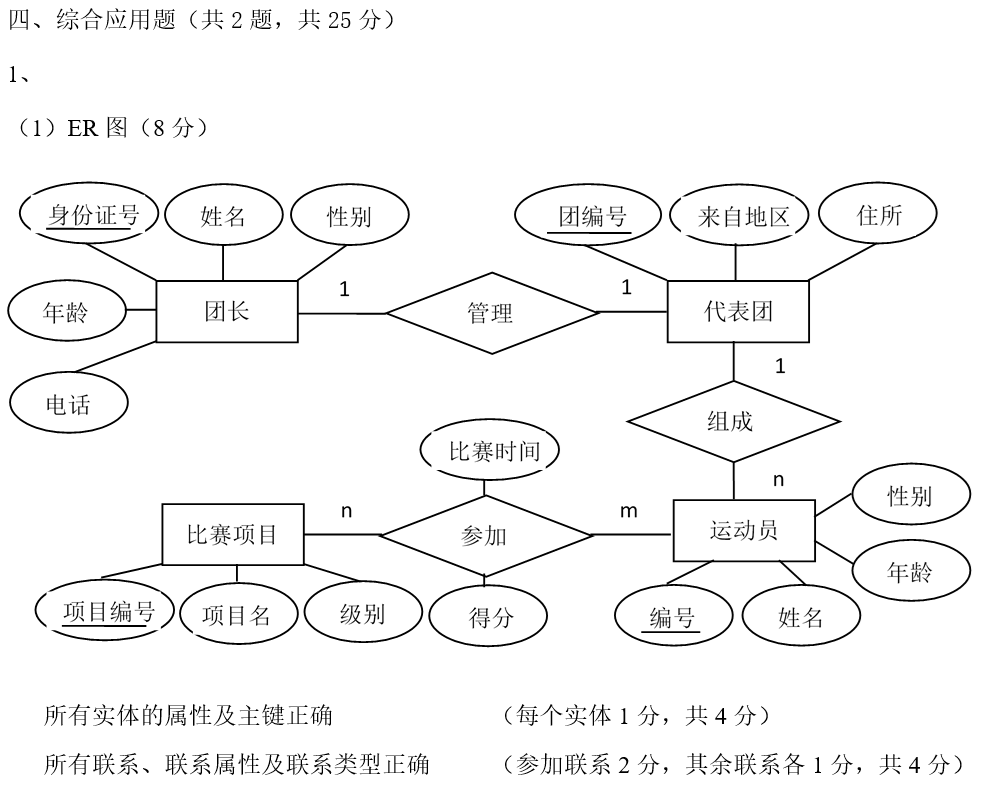 四、综合应用题（共 2 题，共 25 分）
1、
（1）ER 图（8 分）
身份证号 姓名 性别 团编号 来自地区 住所
年龄 团长 1 管理 1 代表团
电话 1
组成
比赛时间
n 性别
比赛项目 n 参加 m 运动员
年龄
项目编号 项目名 级别 得分 编号 姓名
所有实体的属性及主键正确 （每个实体 1 分，共 4 分）
所有联系、联系属性及联系类型正确 （参加联系 2 分，其余联系各 1 分，共 4 分）